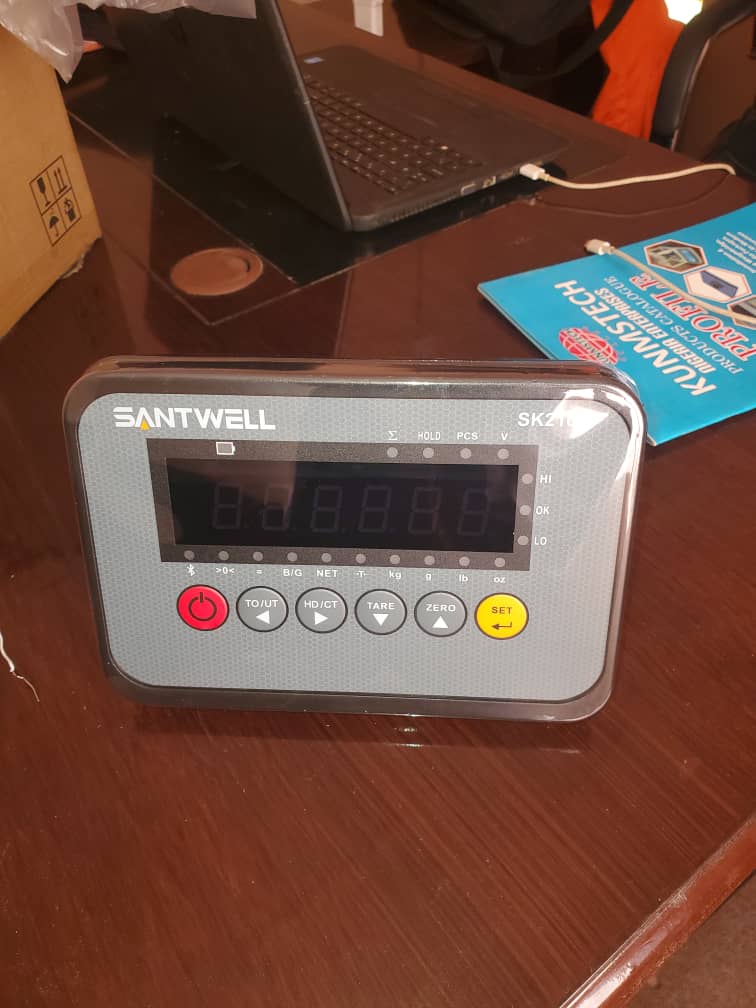 SANTWELL
Σ HOLD PCS V
HI
OK
LO
>0< = B/G NET -T- kg g lb oz
TO/UT HD/CT TARE ZERO SET
KUNMSTECH
NIGERIA ENTERPRISES
PRODUCTS CATALOGUE
PROFILE